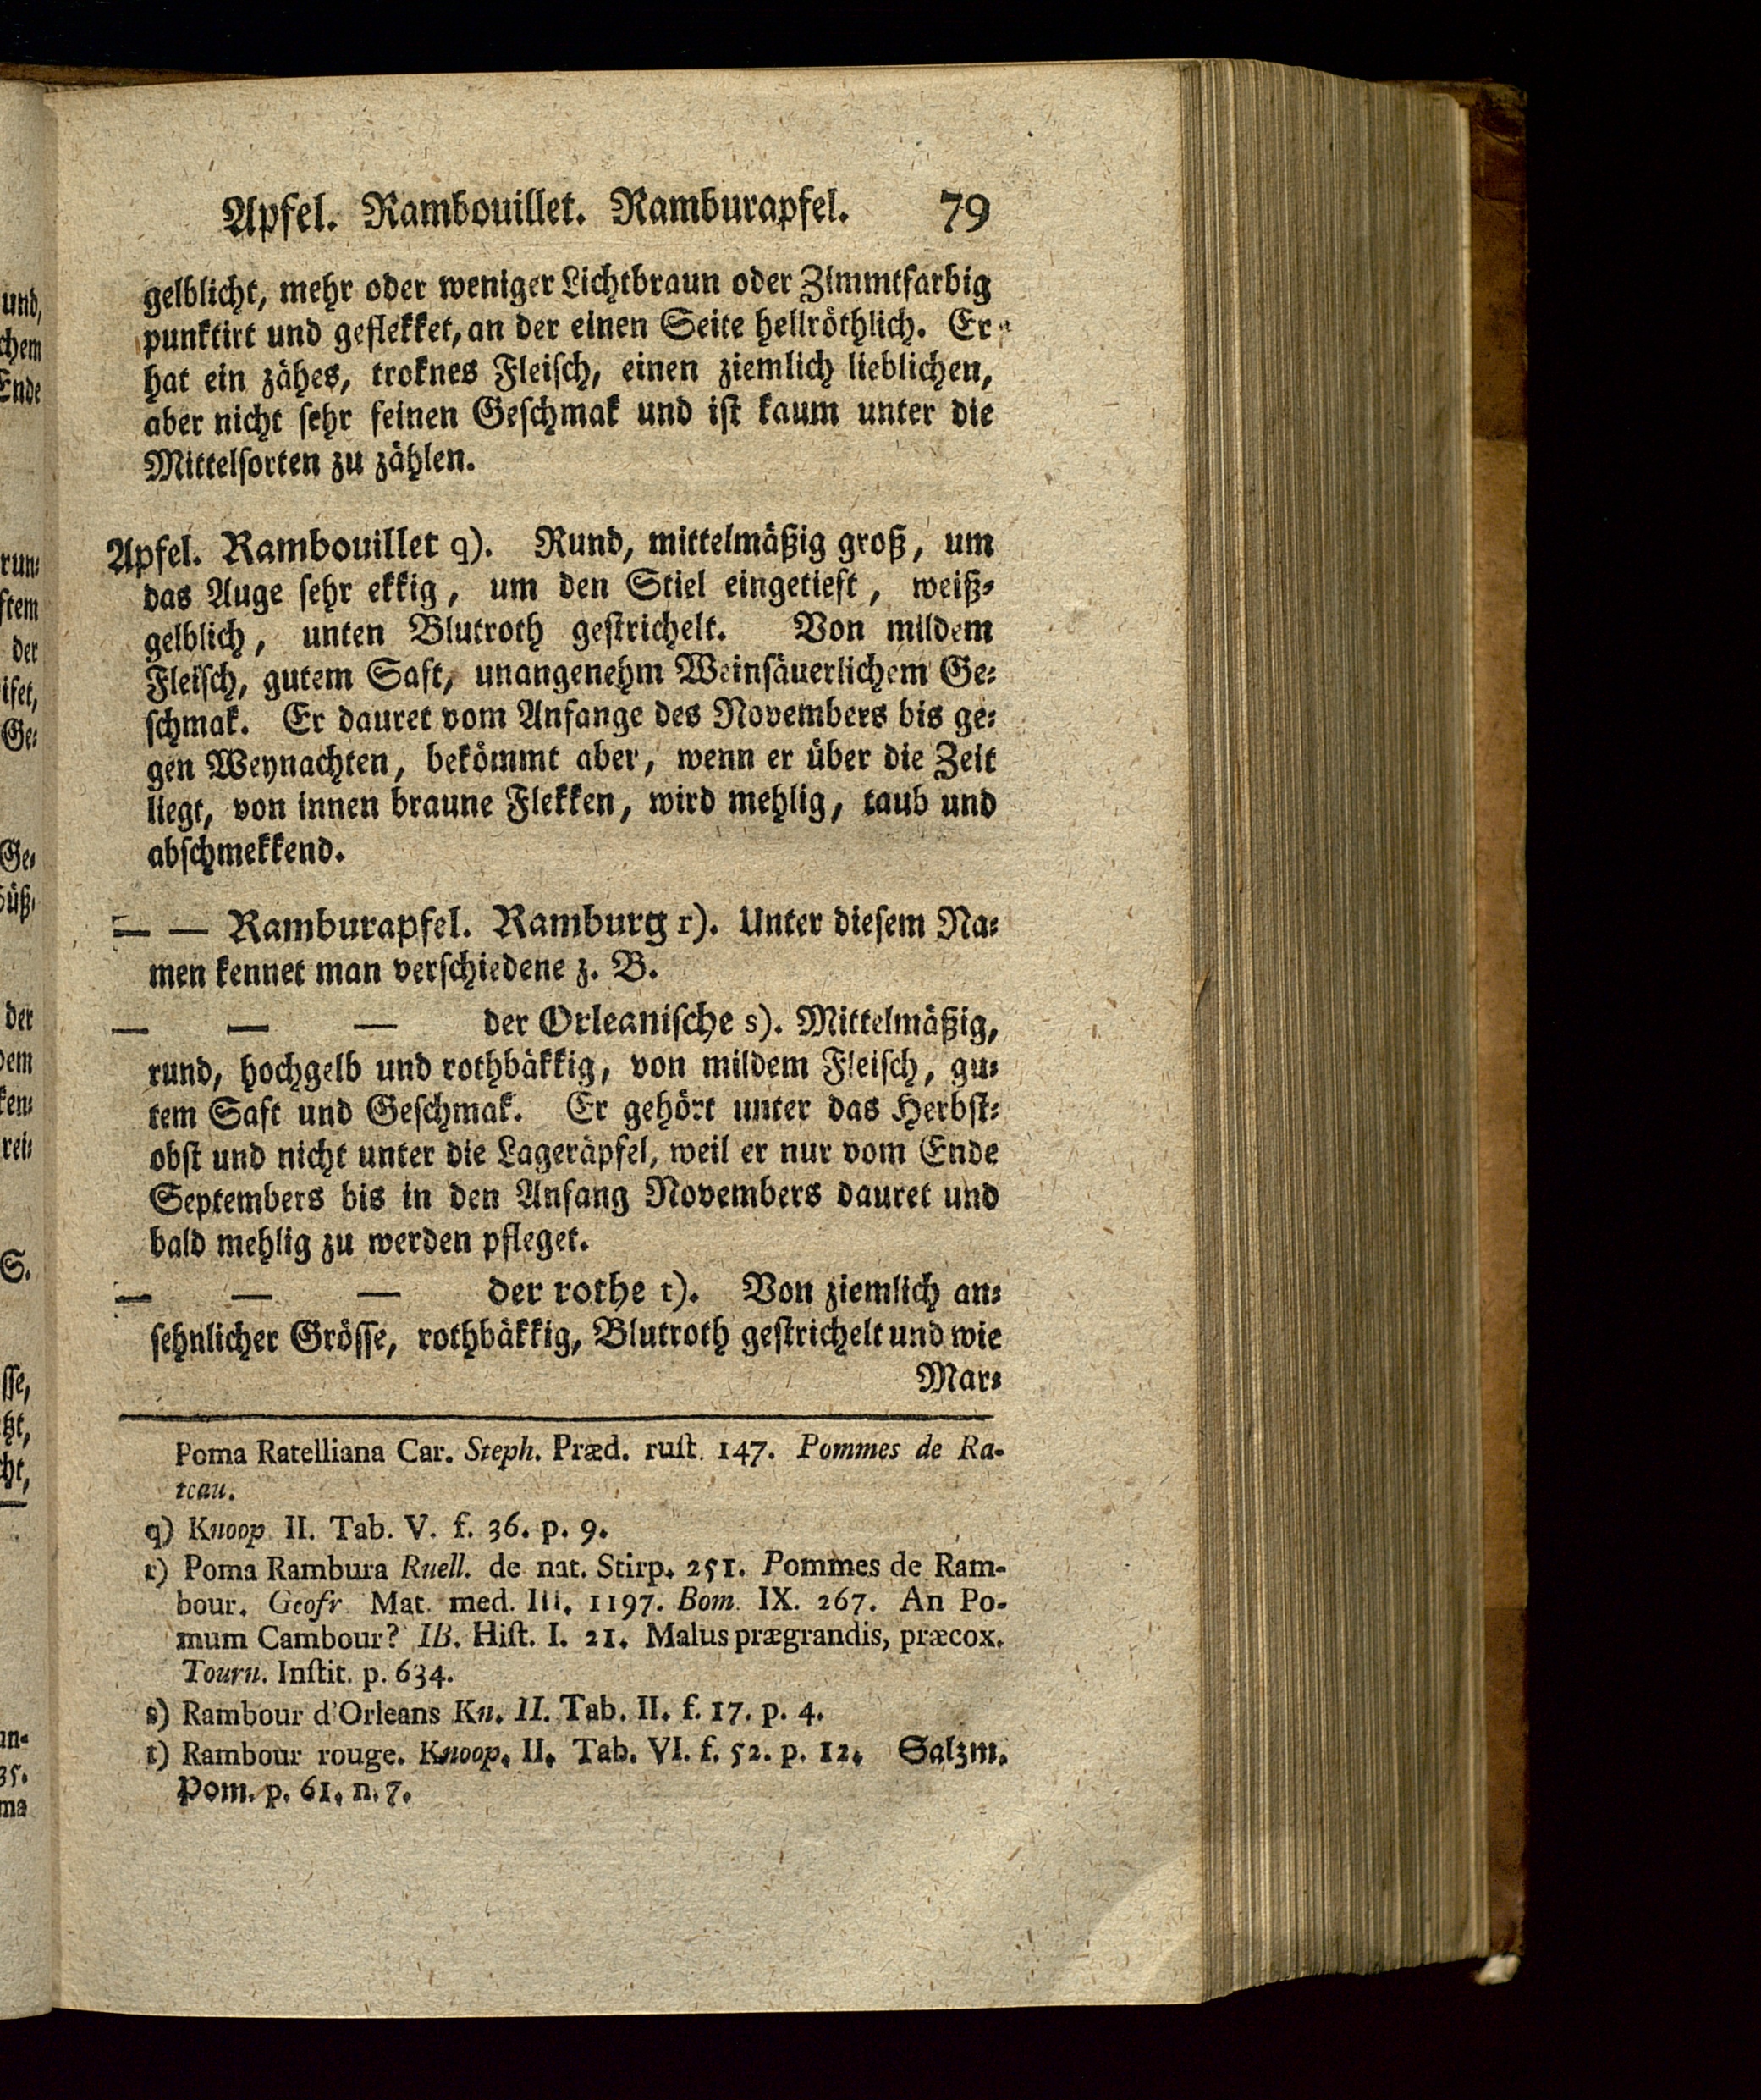 Apfel. Rambouillet. Ramburapfel. 79
gelblicht, mehr oder weniger Lichtbraun oder Zimmtfarbig
punktirt und geflekket, an der einen Seite hellröthlich. Er
hat ein zähes, troknes Fleisch, einen ziemlich lieblichen,
aber nicht sehr feinen Geschmak und ist kaum unter die
Mittelsorten zu zählen.
Apfel. Rambouillet q). Rund, mittelmäßig groß, um
das Auge sehr ekkig, um den Stiel eingetieft, weiß-
gelblich, unten Blutroth gestrichelt. Von mildem
Fleisch, gutem Saft, unangenehm Weinsäuerlichem Ge-
schmak. Er dauret vom Anfange des Novembers bis ge-
gen Weynachten, bekömmt aber, wenn er über die Zeit
liegt, von innen braune Flekken, wird mehlig, taub und
abschmekkend.
— — Ramburapfel. Ramburg r). Unter diesem Na-
men kennet man verschiedene z. B.
— — — der Orleanische s). Mittelmäßig,
rund, hochgelb und rothbäkkig, von mildem Fleisch, gu-
tem Saft und Geschmak. Er gehört unter das Herbst-
obst und nicht unter die Lageräpfel, weil er nur vom Ende
Septembers bis in den Anfang Novembers dauret und
bald mehlig zu werden pfleget.
— — — der rothe t). Von ziemlich an-
sehnlicher Grösse, rothbäkkig, Blutroth gestrichelt und wie
Mar-
Poma Ratelliana Car. Steph. Præd. ruſt. 147. Pommes de Ra-
teau.
q) Knoop II. Tab. V. f. 36. p. 9.
r) Poma Rambura Ruell. de nat. Stirp. 251. Pommes de Ram-
bour. Geofr. Mat. med. III. 1197. Bom. IX. 267. An Po-
mum Cambour? IB. Hiſt. I. 21. Malus prægrandis, præcox.
Tourn. Inſtit. p. 634.
s) Rambour d'Orleans Kn. II. Tab. II. f. 17. p. 4.
t) Rambour rouge. Knoop. II. Tab. VI. f. 52. p. 12. Salzm.
Pom. p. 61. n. 7.